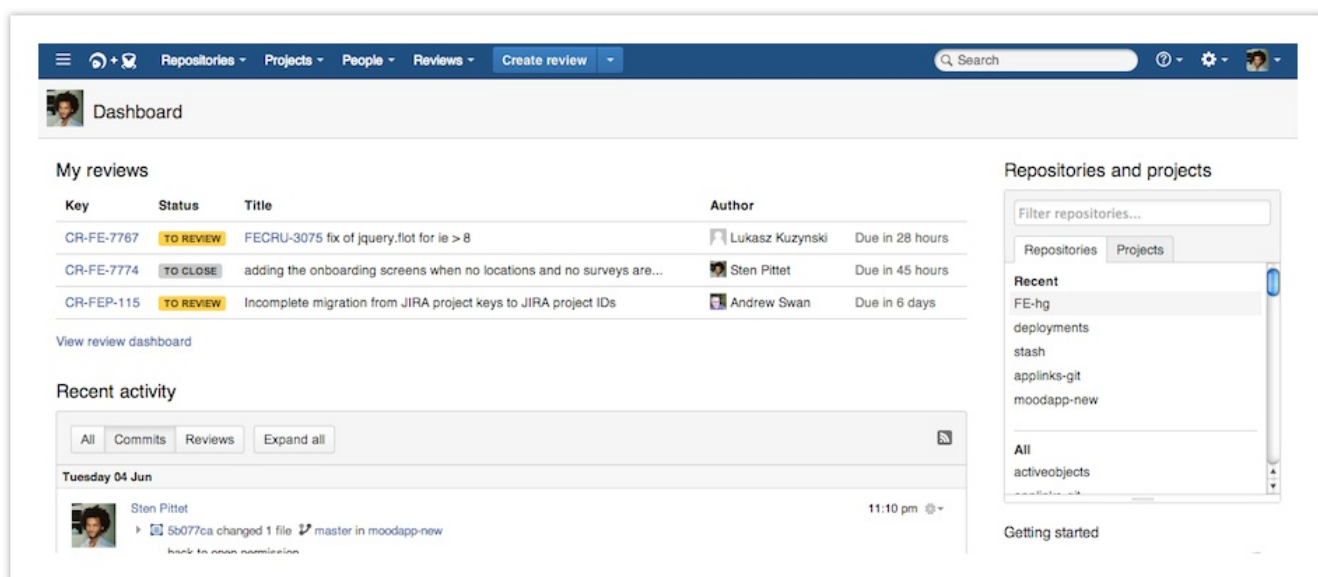 Repositories Projects People Reviews Create review Search
Dashboard
My reviews
Key Status Title Author
CR-FE-7767 TO REVIEW FECRU-3075 fix of jquery.flot for ie > 8 Lukasz Kuzynski Due in 28 hours
CR-FE-7774 TO CLOSE adding the onboarding screens when no locations and no surveys are... Sten Pittet Due in 45 hours
CR-FEP-115 TO REVIEW Incomplete migration from JIRA project keys to JIRA project IDs Andrew Swan Due in 6 days
View review dashboard
Recent activity
All Commits Reviews Expand all
Tuesday 04 Jun
Sten Pittet 11:10 pm
5b077ca changed 1 file master in moodapp-new
back to open permission
Repositories and projects
Filter repositories...
Repositories Projects
Recent
FE-hg
deployments
stash
applinks-git
moodapp-new
All
activeobjects
applinks-git
Getting started